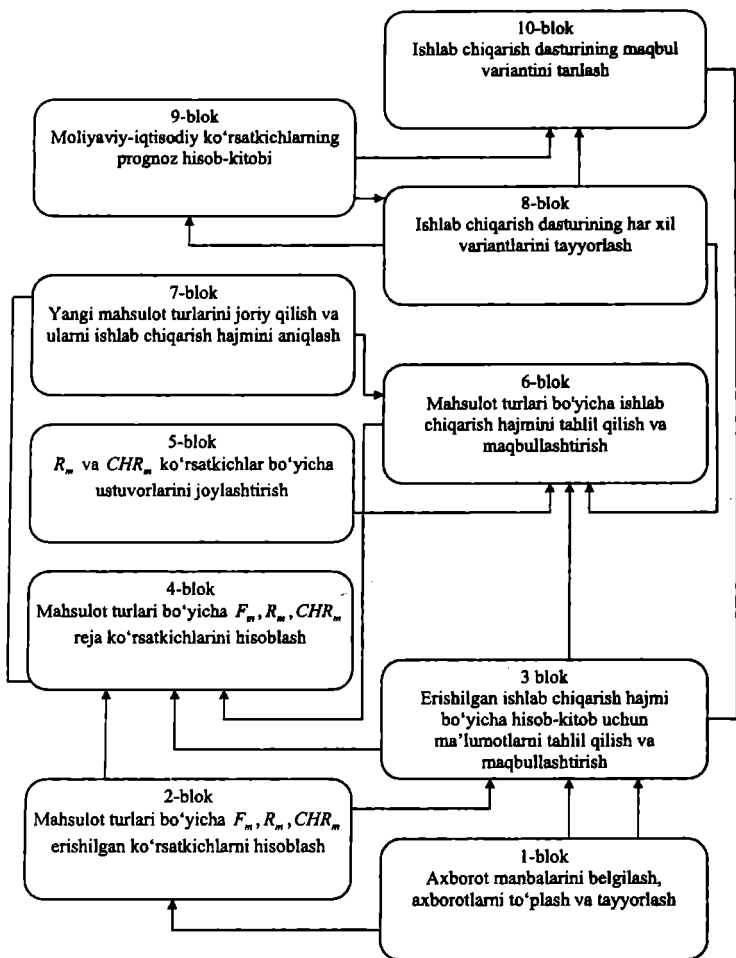 10-blok
Ishlab chiqarish dasturining maqbul
variantini tanlash
9-blok
Moliyaviy-iqtisodiy ko‘rsatkichlarning
prognoz hisob-kitobi
8-blok
Ishlab chiqarish dasturining har xil
variantlarini tayyorlash
7-blok
Yangi mahsulot turlarini joriy qilish va
ularni ishlab chiqarish hajmini aniqlash
6-blok
Mahsulot turlari bo‘yicha ishlab
chiqarish hajmini tahlil qilish va
maqbullashtirish
5-blok
Rₘ va CHRₘ ko‘rsatkichlar bo‘yicha
ustuvorlarini joylashtirish
4-blok
Mahsulot turlari bo‘yicha Fₘ, Rₘ, CHRₘ
reja ko‘rsatkichlarini hisoblash
3 blok
Erishilgan ishlab chiqarish hajmi
bo‘yicha hisob-kitob uchun
ma’lumotlarni tahlil qilish va
maqbullashtirish
2-blok
Mahsulot turlari bo‘yicha Fₘ, Rₘ, CHRₘ
erishilgan ko‘rsatkichlarni hisoblash
1-blok
Axborot manbalarini belgilash,
axborotlarni to‘plash va tayyorlash